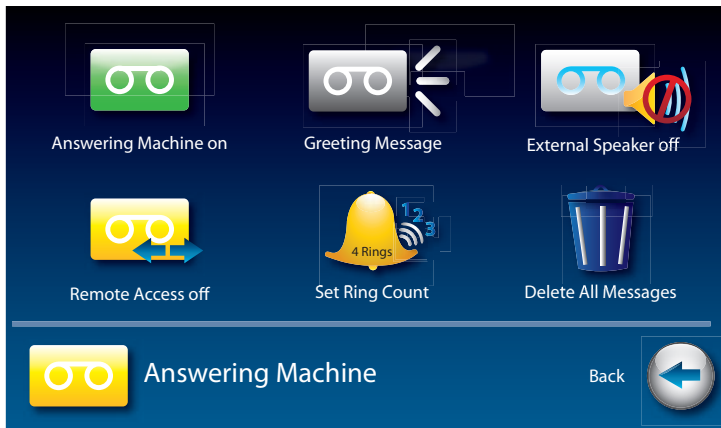 Answering Machine on
Greeting Message
External Speaker off
1
2
3
4 Rings
Remote Access off
Set Ring Count
Delete All Messages
Answering Machine
Back